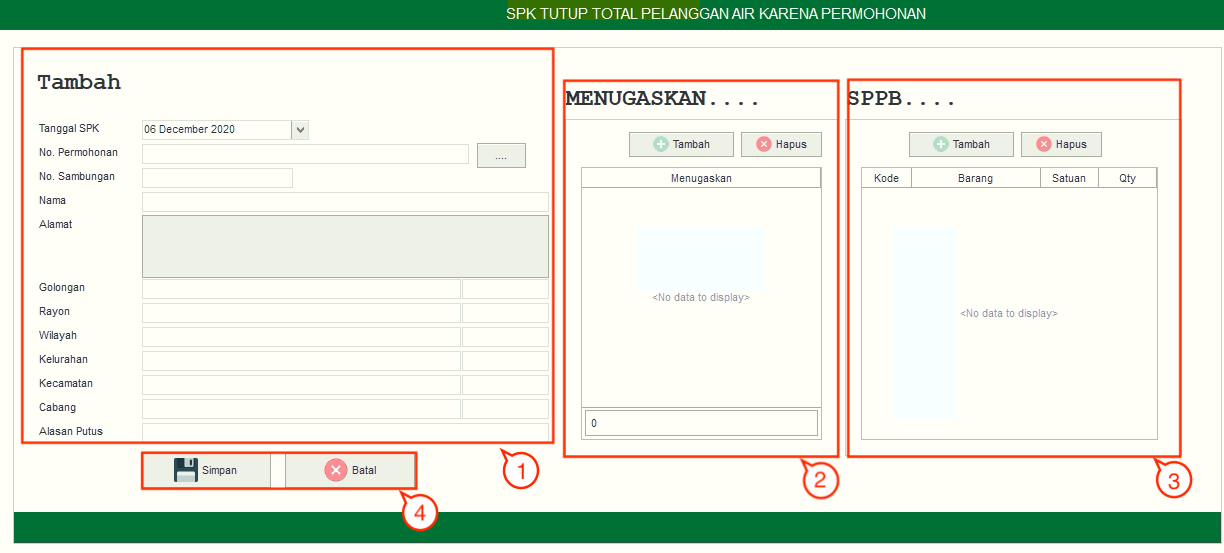 SPK TUTUP TOTAL PELANGGAN AIR KARENA PERMOHONAN
Tambah
Tanggal SPK 06 December 2020
No. Permohonan ....
No. Sambungan
Nama
Alamat
Golongan
Rayon
Wilayah
Kelurahan
Kecamatan
Cabang
Alasan Putus
Simpan Batal
1
4
MENUGASKAN....
Tambah Hapus
Menugaskan
<No data to display>
0
2
SPPB....
Tambah Hapus
Kode Barang Satuan Qty
<No data to display>
3